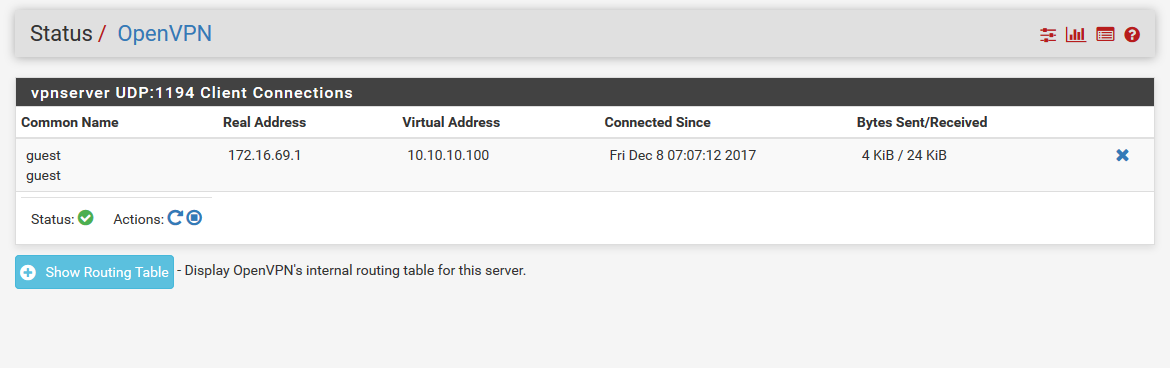 Status / OpenVPN
vpnserver UDP:1194 Client Connections
Common Name Real Address Virtual Address Connected Since Bytes Sent/Received
guest 172.16.69.1 10.10.10.100 Fri Dec 8 07:07:12 2017 4 KiB / 24 KiB
guest
Status: Actions:
Show Routing Table - Display OpenVPN's internal routing table for this server.